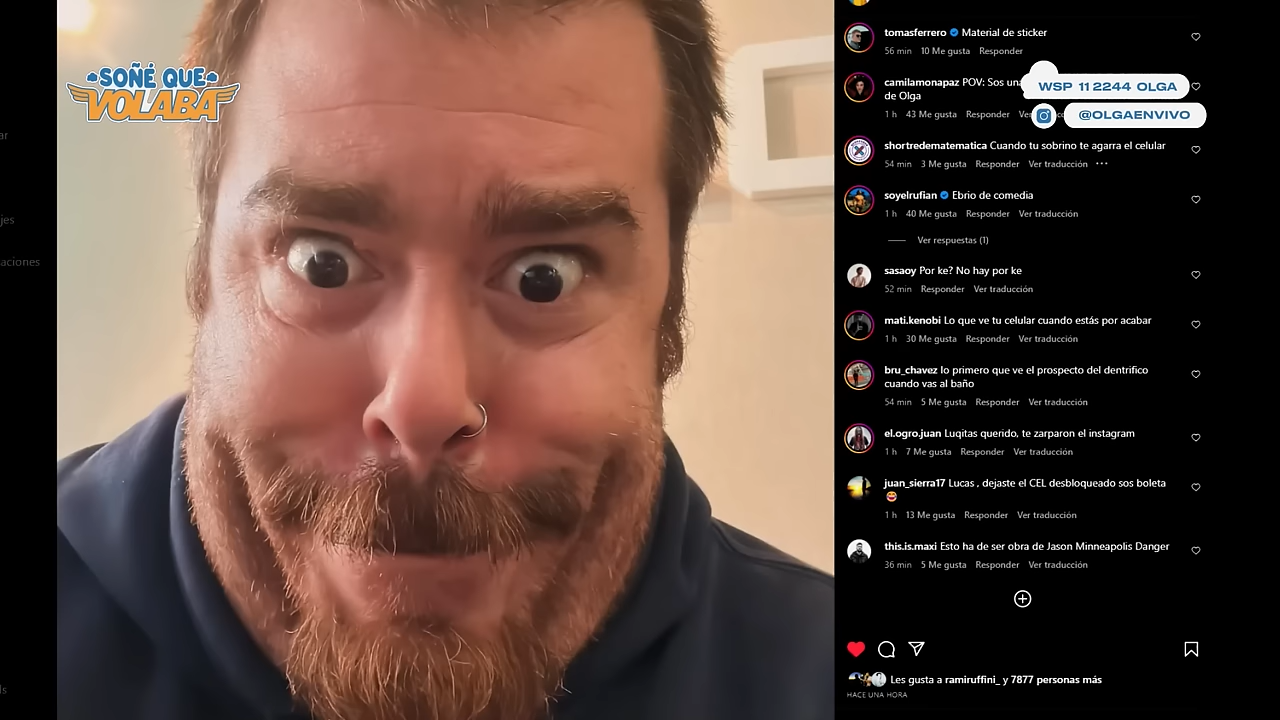 SOÑÉ QUE
VOLABA
ar
jes
aciones
tomasferrero Material de sticker
56 min 10 Me gusta Responder
camilamonapaz POV: Sos una
de Olga
1 h 43 Me gusta Responder Ver
WSP 11 2244 OLGA
@OLGAENVIVO
shortredematematica Cuando tu sobrino te agarra el celular
54 min 3 Me gusta Responder Ver traducción ···
soyelrufian Ebrio de comedia
1 h 40 Me gusta Responder Ver traducción
Ver respuestas (1)
sasaoy Por ke? No hay por ke
52 min Responder Ver traducción
mati.kenobi Lo que ve tu celular cuando estás por acabar
1 h 30 Me gusta Responder Ver traducción
bru_chavez lo primero que ve el prospecto del dentrifico
cuando vas al baño
54 min 5 Me gusta Responder Ver traducción
el.ogro.juan Luqitas querido, te zarparon el instagram
1 h 7 Me gusta Responder Ver traducción
juan_sierra17 Lucas , dejaste el CEL desbloqueado sos boleta
😂
1 h 13 Me gusta Responder Ver traducción
this.is.maxi Esto ha de ser obra de Jason Minneapolis Danger
36 min 5 Me gusta Responder Ver traducción
Les gusta a ramiruffini_ y 7877 personas más
HACE UNA HORA